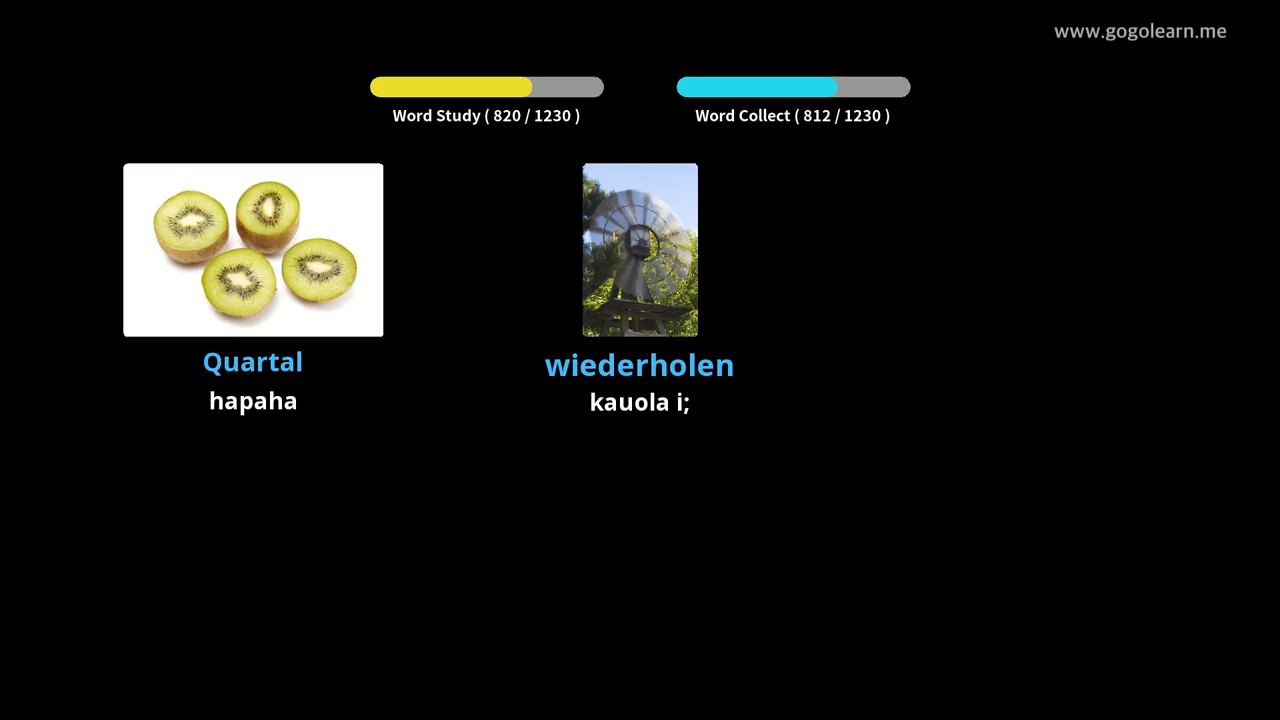 www.gogolearn.me
Word Study ( 820 / 1230 )
Word Collect ( 812 / 1230 )
Quartal
hapaha
wiederholen
kauola i;